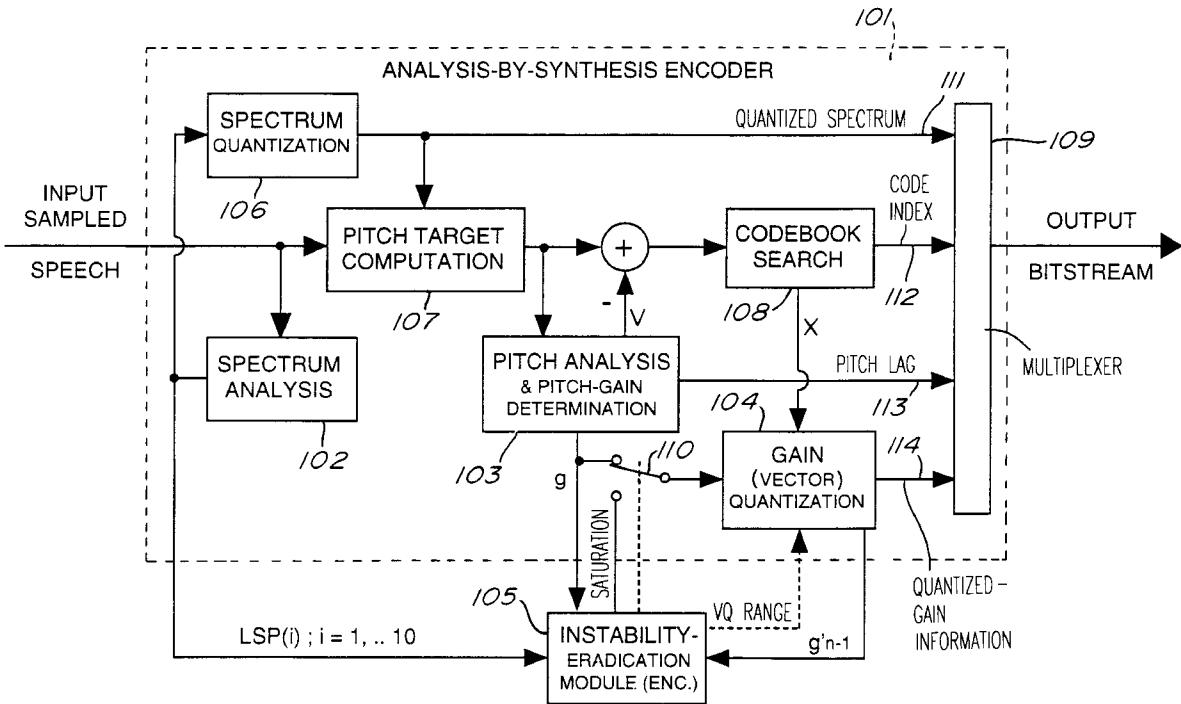 101
ANALYSIS-BY-SYNTHESIS ENCODER
111
SPECTRUM
QUANTIZATION
106
QUANTIZED SPECTRUM
109
INPUT
SAMPLED
SPEECH
PITCH TARGET
COMPUTATION
107
+
-
V
CODEBOOK
SEARCH
108
X
CODE
INDEX
112
OUTPUT
BITSTREAM
SPECTRUM
ANALYSIS
102
PITCH ANALYSIS
& PITCH-GAIN
DETERMINATION
103
g
PITCH LAG
113
MULTIPLEXER
104
110
GAIN
(VECTOR)
QUANTIZATION
114
SATURATION
QUANTIZED-
GAIN
INFORMATION
105
VQ RANGE
LSP(i) ; i = 1, .. 10
INSTABILITY-
ERADICATION
MODULE (ENC.)
g'n-1